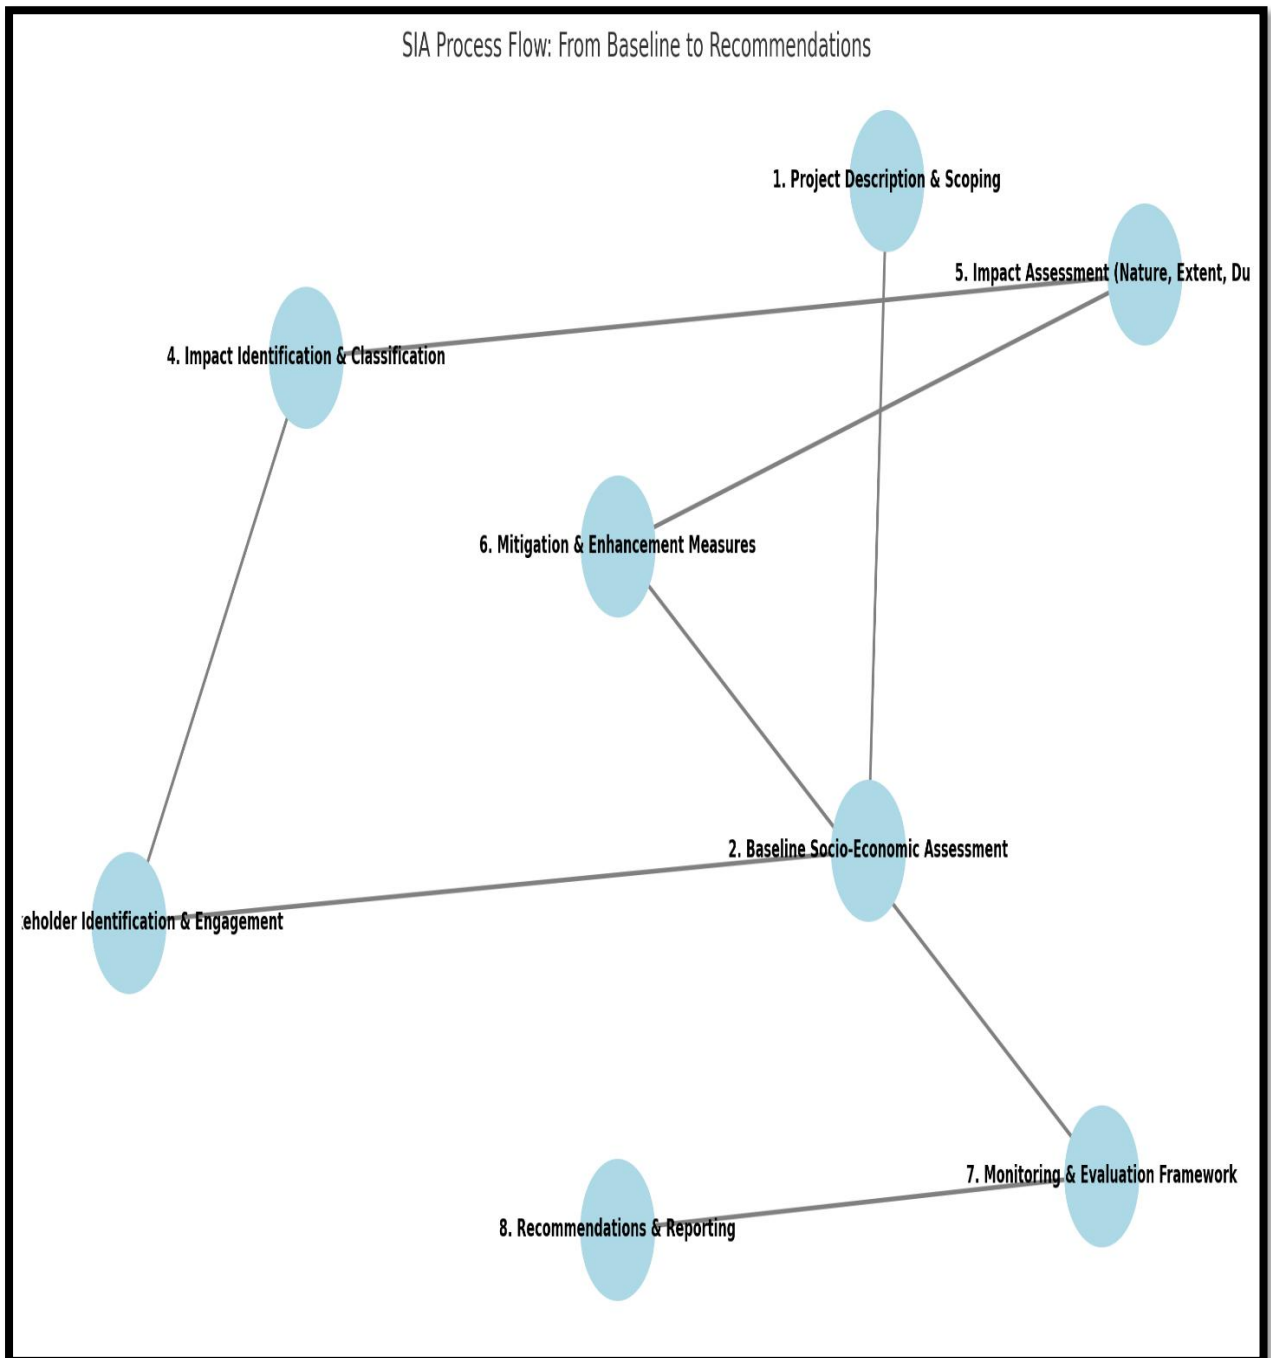 SIA Process Flow: From Baseline to Recommendations
1. Project Description & Scoping
5. Impact Assessment (Nature, Extent, Du
4. Impact Identification & Classification
6. Mitigation & Enhancement Measures
2. Baseline Socio-Economic Assessment
eholder Identification & Engagement
7. Monitoring & Evaluation Framework
8. Recommendations & Reporting